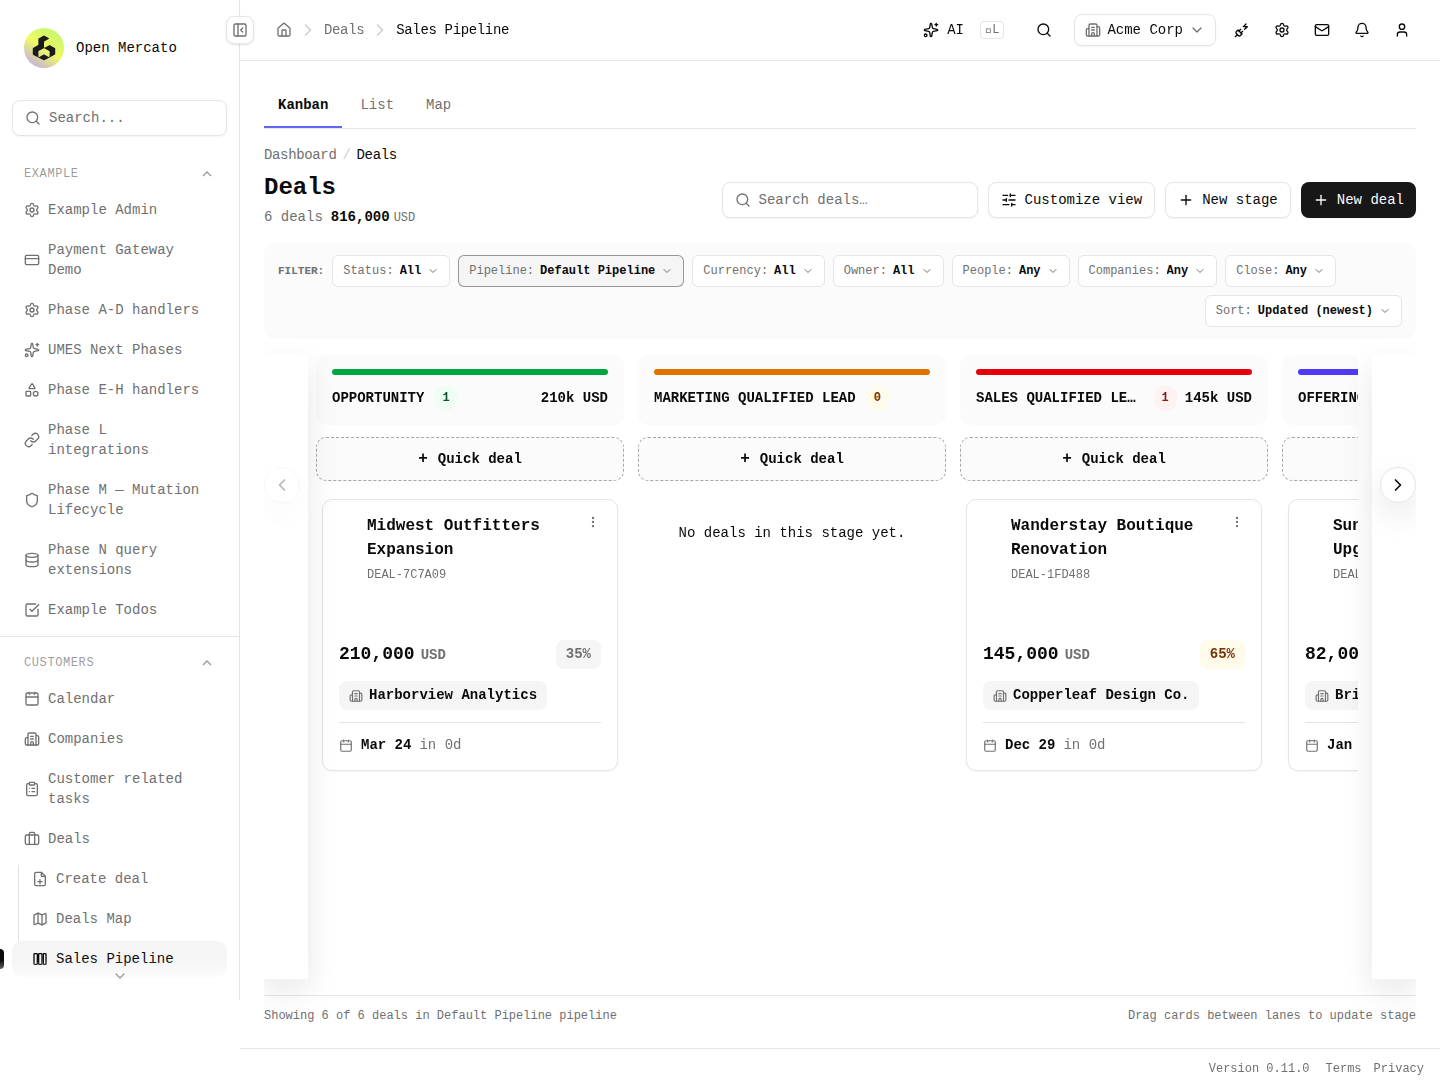 Open Mercato
Search...
EXAMPLE
Example Admin
Payment Gateway
Demo
Phase A-D handlers
UMES Next Phases
Phase E-H handlers
Phase L
integrations
Phase M — Mutation
Lifecycle
Phase N query
extensions
Example Todos
CUSTOMERS
Calendar
Companies
Customer related
tasks
Deals
Create deal
Deals Map
Sales Pipeline
Deals
Sales Pipeline
AI
L
Acme Corp
Kanban
List
Map
Dashboard / Deals
Deals
6 deals 816,000 USD
Search deals…
Customize view
+ New stage
+ New deal
FILTER:
Status: All
Pipeline: Default Pipeline
Currency: All
Owner: All
People: Any
Companies: Any
Close: Any
Sort: Updated (newest)
OPPORTUNITY 1 210k USD
+ Quick deal
Midwest Outfitters
Expansion
DEAL-7C7A09
210,000 USD 35%
Harborview Analytics
Mar 24 in 0d
MARKETING QUALIFIED LEAD 0
+ Quick deal
No deals in this stage yet.
SALES QUALIFIED LE… 1 145k USD
+ Quick deal
Wanderstay Boutique
Renovation
DEAL-1FD488
145,000 USD 65%
Copperleaf Design Co.
Dec 29 in 0d
OFFERIN
Sun
Upg
DEAL
82,00
Bri
Jan
Showing 6 of 6 deals in Default Pipeline pipeline
Drag cards between lanes to update stage
Version 0.11.0 Terms Privacy